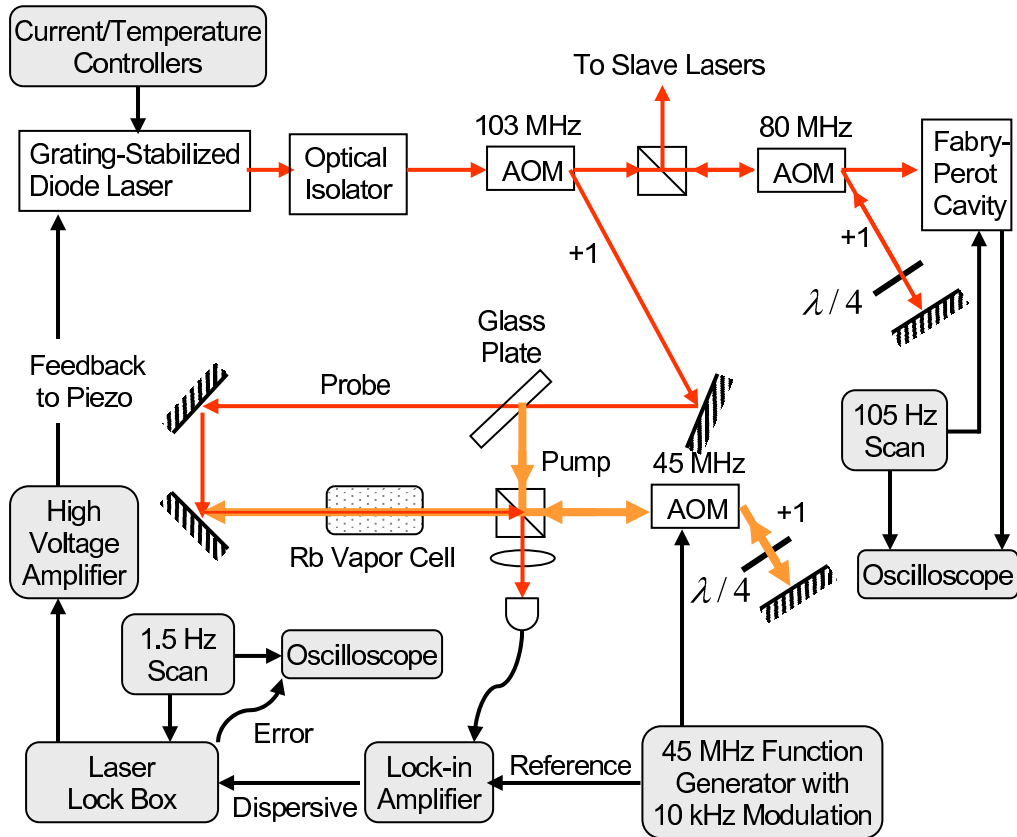 Current/Temperature
Controllers
To Slave Lasers
103 MHz
80 MHz
Grating-Stabilized
Diode Laser
Optical
Isolator
AOM
AOM
Fabry-
Perot
Cavity
+1
+1
λ/4
Glass
Plate
Feedback
to Piezo
Probe
105 Hz
Scan
Pump
45 MHz
High
Voltage
Amplifier
AOM
+1
Rb Vapor Cell
λ/4
Oscilloscope
1.5 Hz
Scan
Oscilloscope
Error
Laser
Lock Box
Dispersive
Lock-in
Amplifier
Reference
45 MHz Function
Generator with
10 kHz Modulation